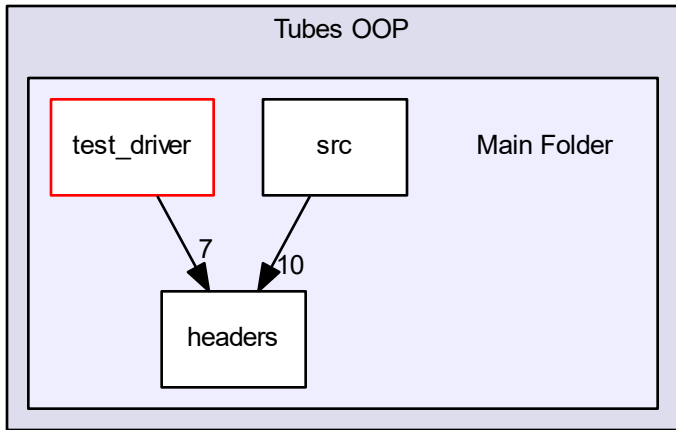 Tubes OOP
test_driver
src
Main Folder
7
10
headers